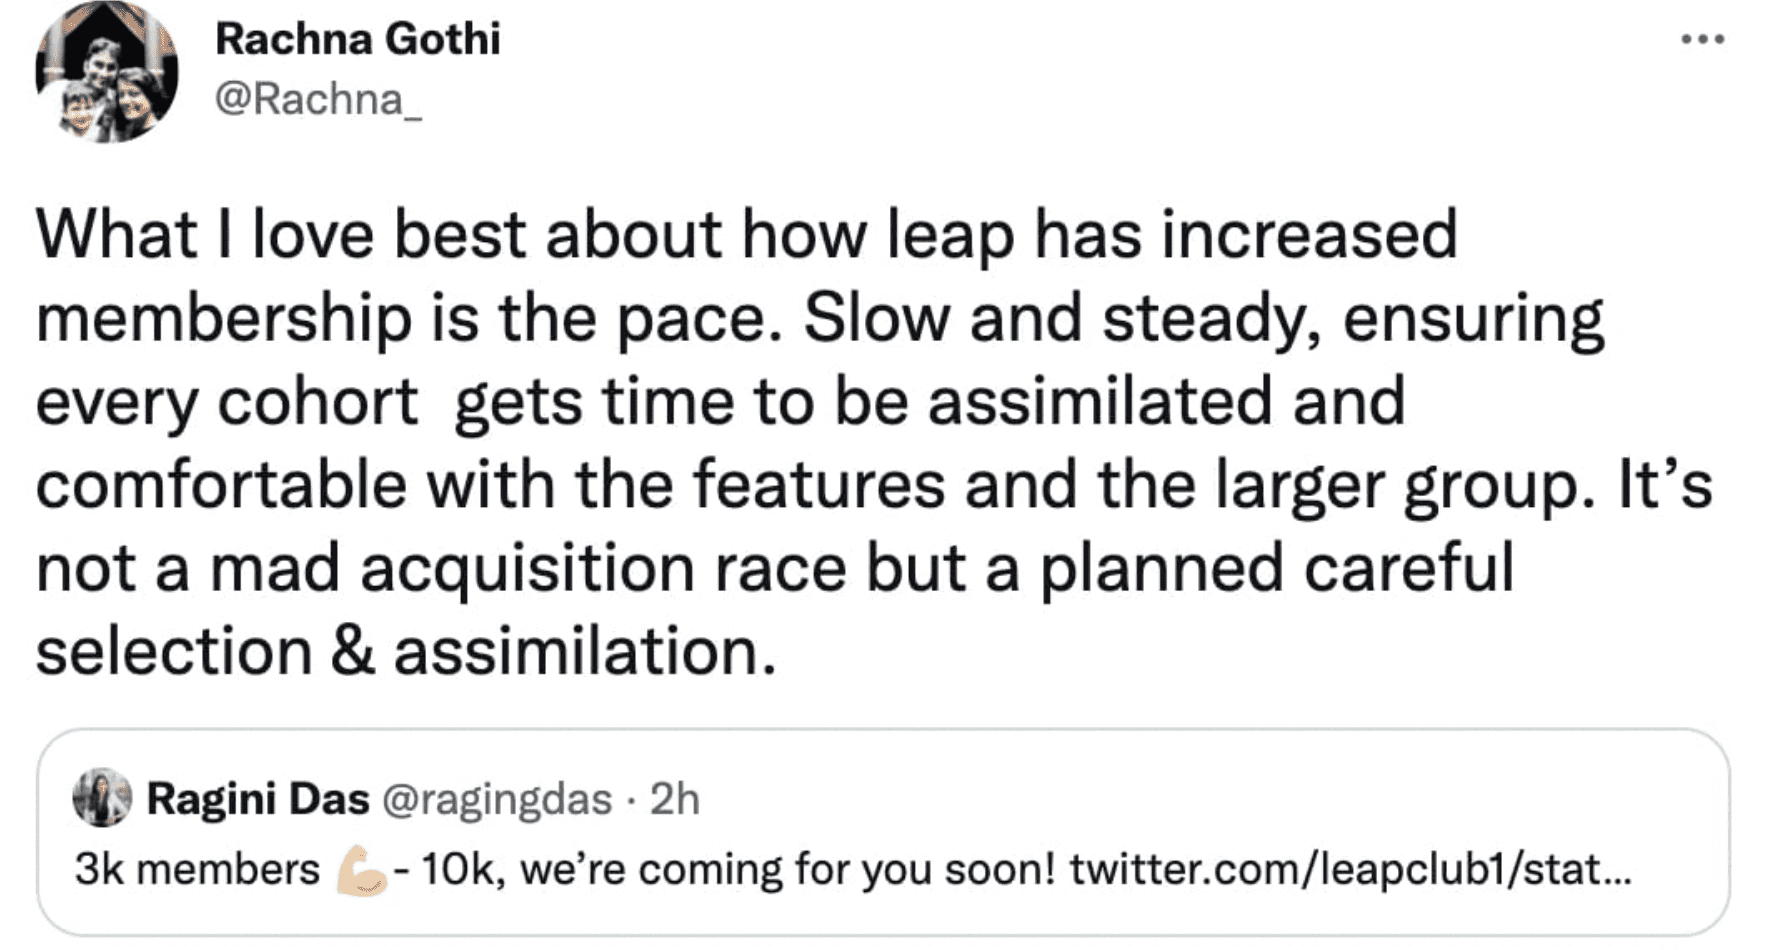 Rachna Gothi
@Rachna_
What I love best about how leap has increased
membership is the pace. Slow and steady, ensuring
every cohort  gets time to be assimilated and
comfortable with the features and the larger group. It’s
not a mad acquisition race but a planned careful
selection & assimilation.
Ragini Das @ragingdas · 2h
3k members 💪🏼- 10k, we’re coming for you soon! twitter.com/leapclub1/stat...